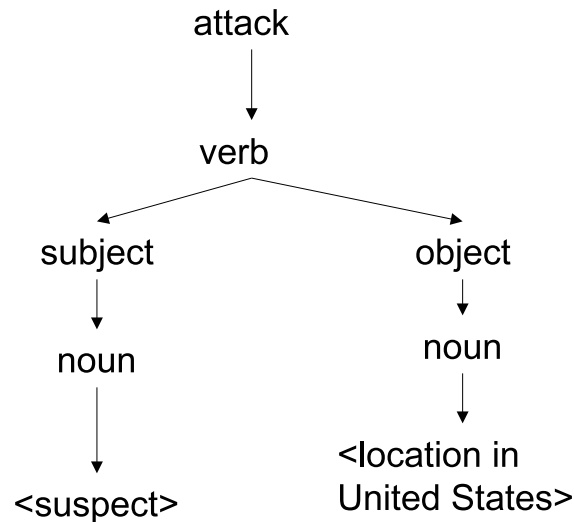 attack
verb
subject
object
noun
noun
<suspect>
<location in
United States>